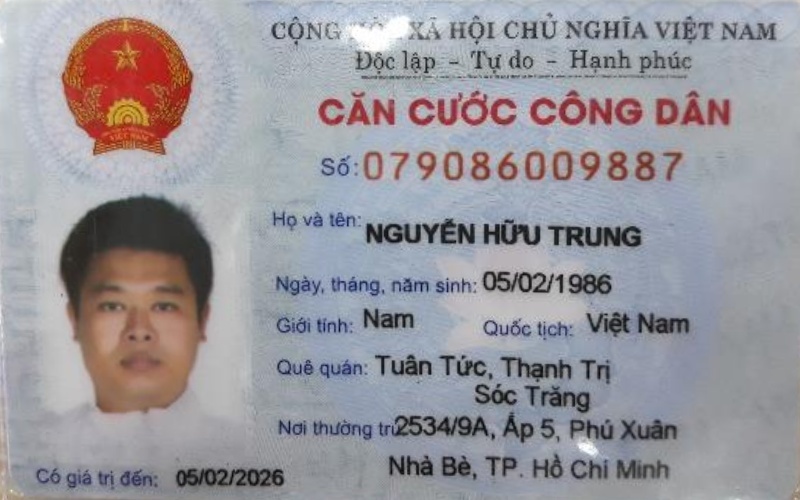 CỘNG XÃ HỘI CHỦ NGHĨA VIỆT NAM
Độc lập - Tự do - Hạnh phúc
CĂN CƯỚC CÔNG DÂN
Số: 079086009887
Họ và tên: NGUYỄN HỮU TRUNG
Ngày, tháng, năm sinh: 05/02/1986
Giới tính: Nam Quốc tịch: Việt Nam
Quê quán: Tuân Tức, Thạnh Trị
Sóc Trăng
Nơi thường trú: 2534/9A, Ấp 5, Phú Xuân
Nhà Bè, TP. Hồ Chí Minh
Có giá trị đến: 05/02/2026